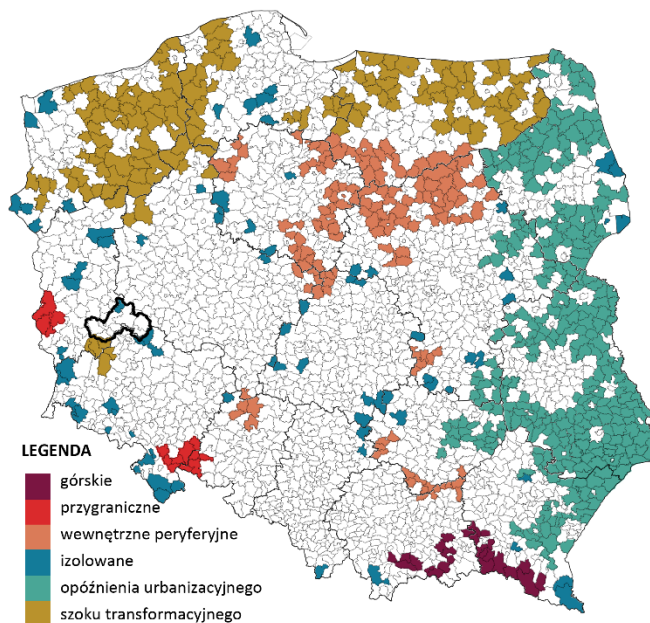 LEGENDA
górskie
przygraniczne
wewnętrzne peryferyjne
izolowane
opóźnienia urbanizacyjnego
szoku transformacyjnego